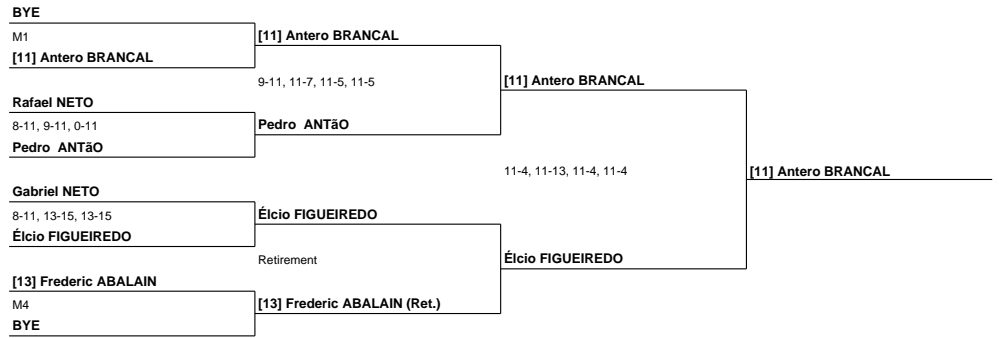 BYE
M1
[11] Antero BRANCAL
Rafael NETO
8-11, 9-11, 0-11
Pedro ANTãO
Gabriel NETO
8-11, 13-15, 13-15
Élcio FIGUEIREDO
[13] Frederic ABALAIN
M4
BYE
[11] Antero BRANCAL
9-11, 11-7, 11-5, 11-5
Pedro ANTãO
Élcio FIGUEIREDO
Retirement
[13] Frederic ABALAIN (Ret.)
[11] Antero BRANCAL
11-4, 11-13, 11-4, 11-4
Élcio FIGUEIREDO
[11] Antero BRANCAL